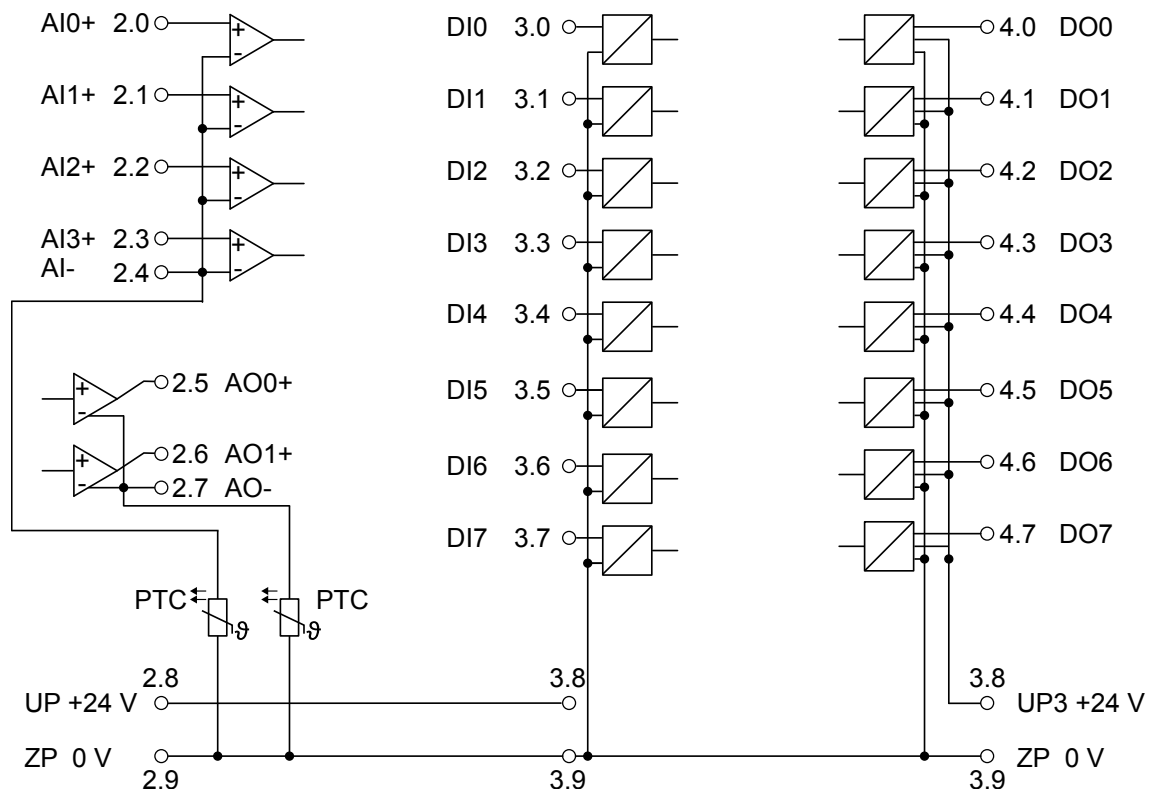 AI0+ 2.0 + -
AI1+ 2.1 + -
AI2+ 2.2 + -
AI3+ 2.3 + -
AI- 2.4
+ - 2.5 AO0+
+ - 2.6 AO1+
2.7 AO-
PTC ϑ ϑ PTC
2.8
UP +24 V
ZP 0 V
2.9
DI0 3.0
DI1 3.1
DI2 3.2
DI3 3.3
DI4 3.4
DI5 3.5
DI6 3.6
DI7 3.7
3.8
3.9
4.0 DO0
4.1 DO1
4.2 DO2
4.3 DO3
4.4 DO4
4.5 DO5
4.6 DO6
4.7 DO7
3.8
UP3 +24 V
ZP 0 V
3.9